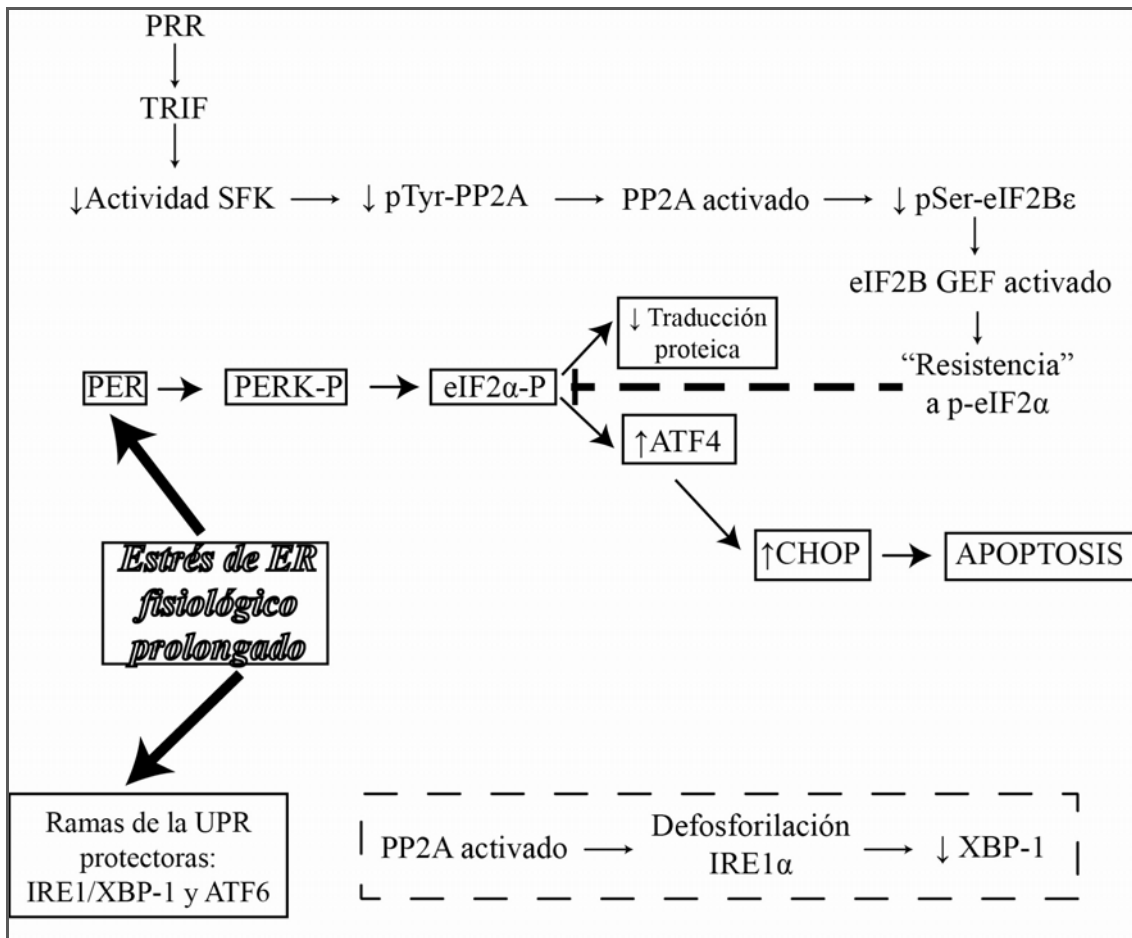 PRR
TRIF
↓Actividad SFK
↓ pTyr-PP2A
PP2A activado
↓ pSer-eIF2Bε
eIF2B GEF activado
“Resistencia”
a p-eIF2α
↓ Traducción
proteica
PER
PERK-P
eIF2α-P
↑ATF4
↑CHOP
APOPTOSIS
Estrés de ER
fisiológico
prolongado
Ramas de la UPR
protectoras:
IRE1/XBP-1 y ATF6
PP2A activado
Defosforilación
IRE1α
↓ XBP-1